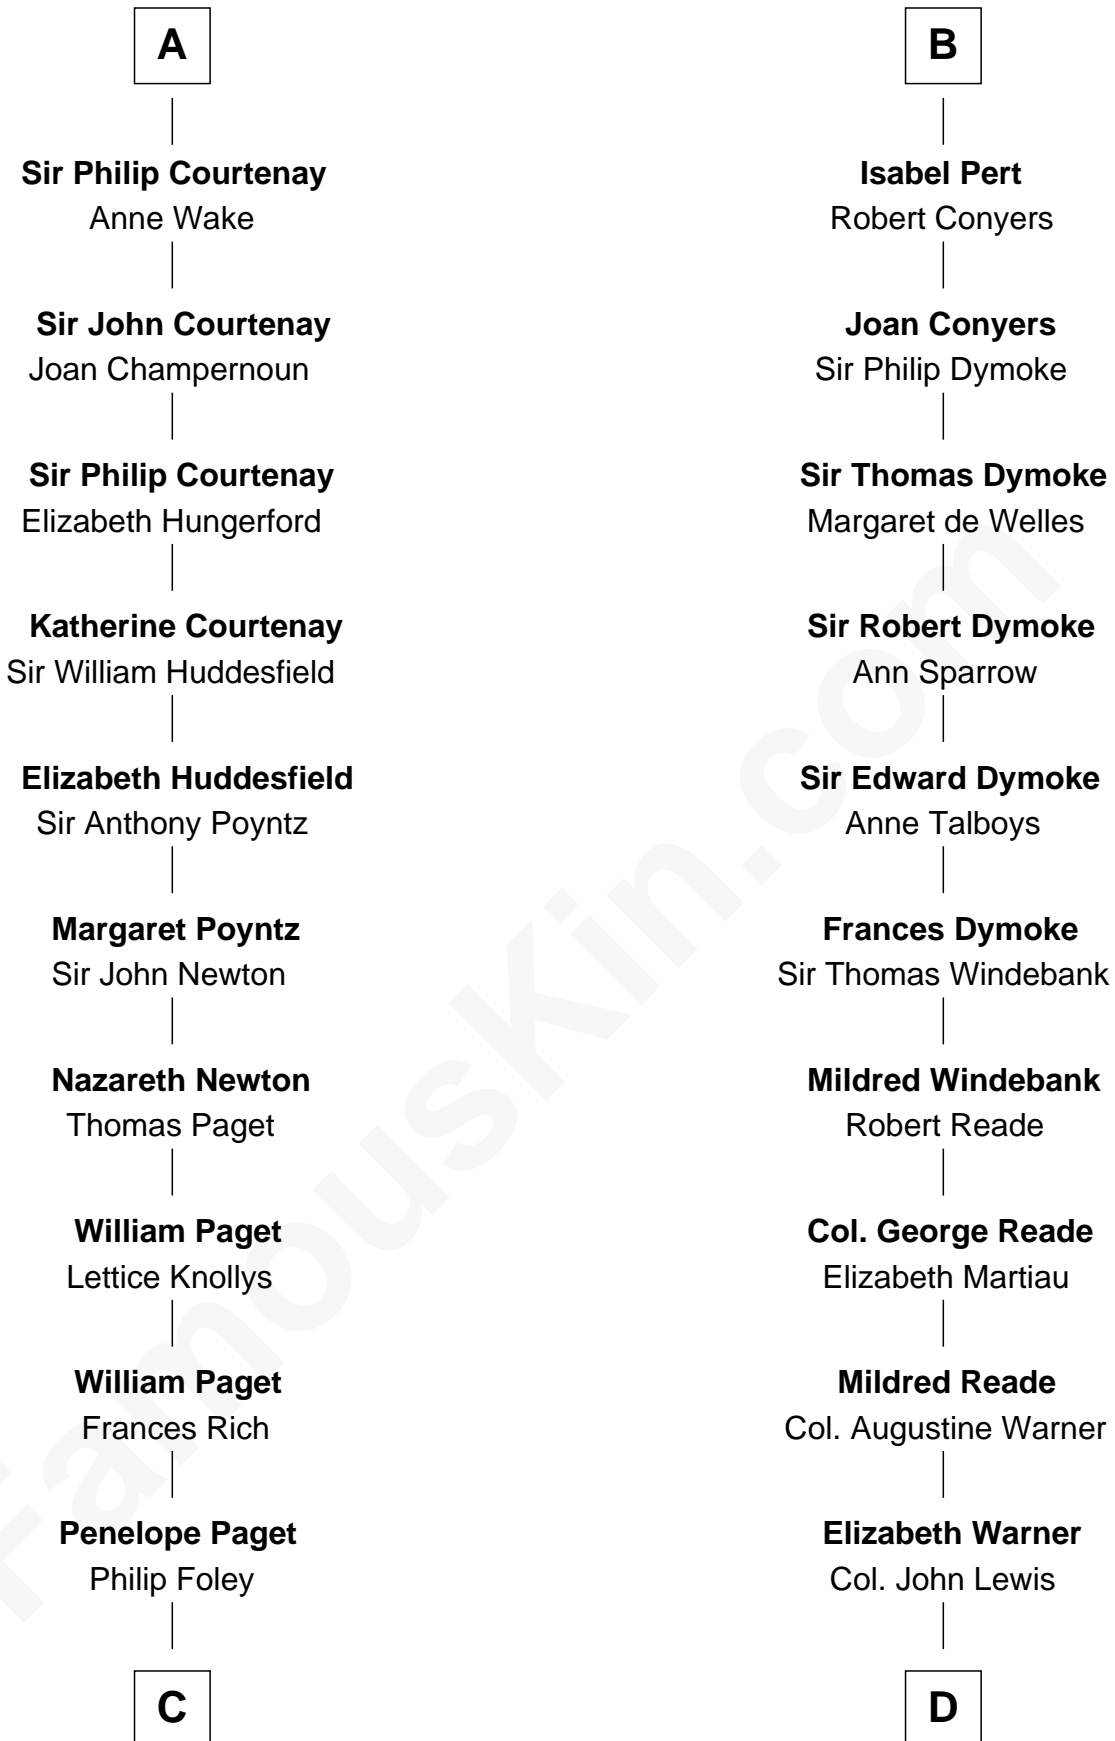 A
Sir Philip Courtenay
Anne Wake
Sir John Courtenay
Joan Champernoun
Sir Philip Courtenay
Elizabeth Hungerford
Katherine Courtenay
Sir William Huddesfield
Elizabeth Huddesfield
Sir Anthony Poyntz
Margaret Poyntz
Sir John Newton
Nazareth Newton
Thomas Paget
William Paget
Lettice Knollys
William Paget
Frances Rich
Penelope Paget
Philip Foley
C
B
Isabel Pert
Robert Conyers
Joan Conyers
Sir Philip Dymoke
Sir Thomas Dymoke
Margaret de Welles
Sir Robert Dymoke
Ann Sparrow
Sir Edward Dymoke
Anne Talboys
Frances Dymoke
Sir Thomas Windebank
Mildred Windebank
Robert Reade
Col. George Reade
Elizabeth Martiau
Mildred Reade
Col. Augustine Warner
Elizabeth Warner
Col. John Lewis
D
FamousKin.com